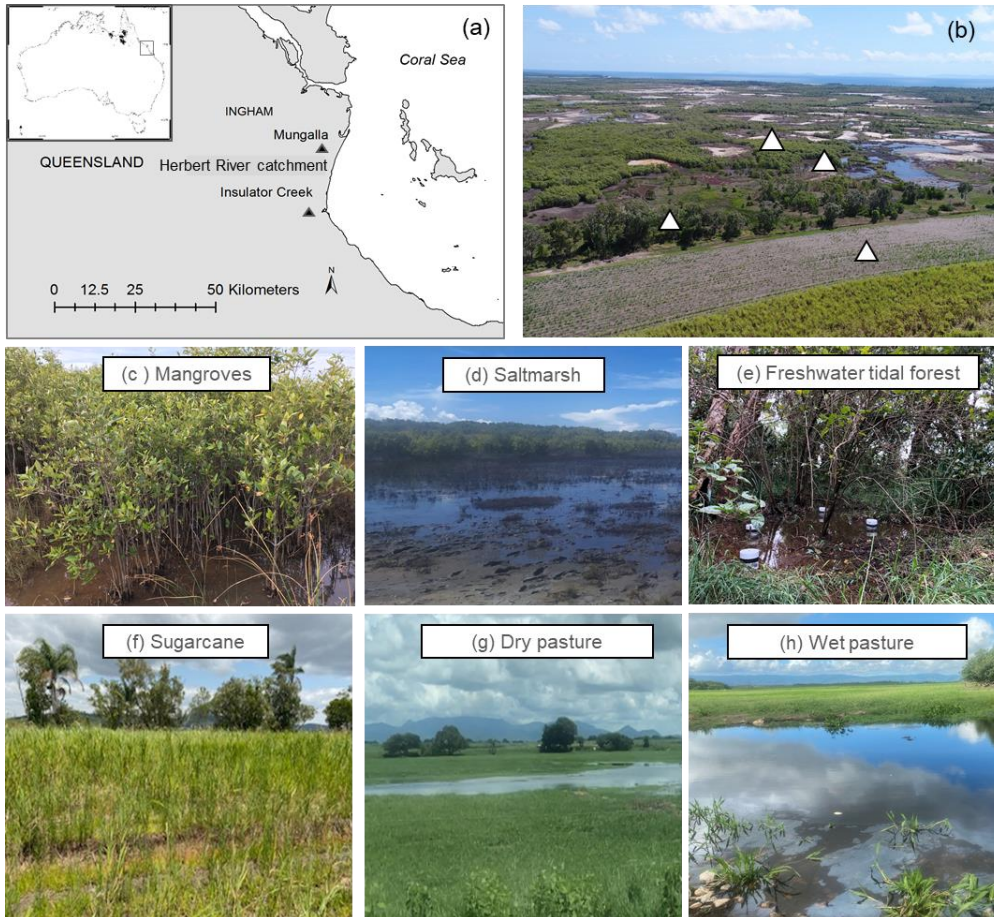 (a)
Coral Sea
INGHAM
Mungalla
QUEENSLAND
Herbert River catchment
Insulator Creek
N
0 12.5 25 50 Kilometers
(b)
(c ) Mangroves
(d) Saltmarsh
(e) Freshwater tidal forest
(f) Sugarcane
(g) Dry pasture
(h) Wet pasture